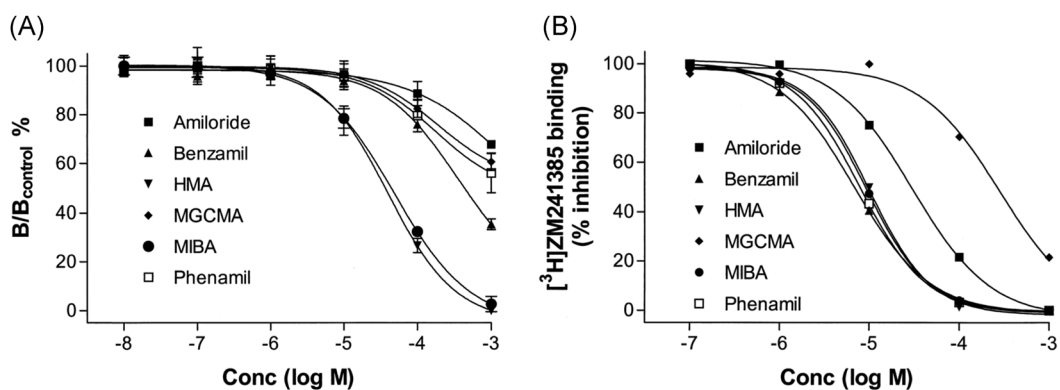 (A)
B/Bcontrol %
100
80
60
40
20
0
Amiloride
Benzamil
HMA
MGCMA
MIBA
Phenamil
-8 -7 -6 -5 -4 -3
Conc (log M)
(B)
[³H]ZM241385 binding
(% inhibition)
100
80
60
40
20
0
Amiloride
Benzamil
HMA
MGCMA
MIBA
Phenamil
-7 -6 -5 -4 -3
Conc (log M)